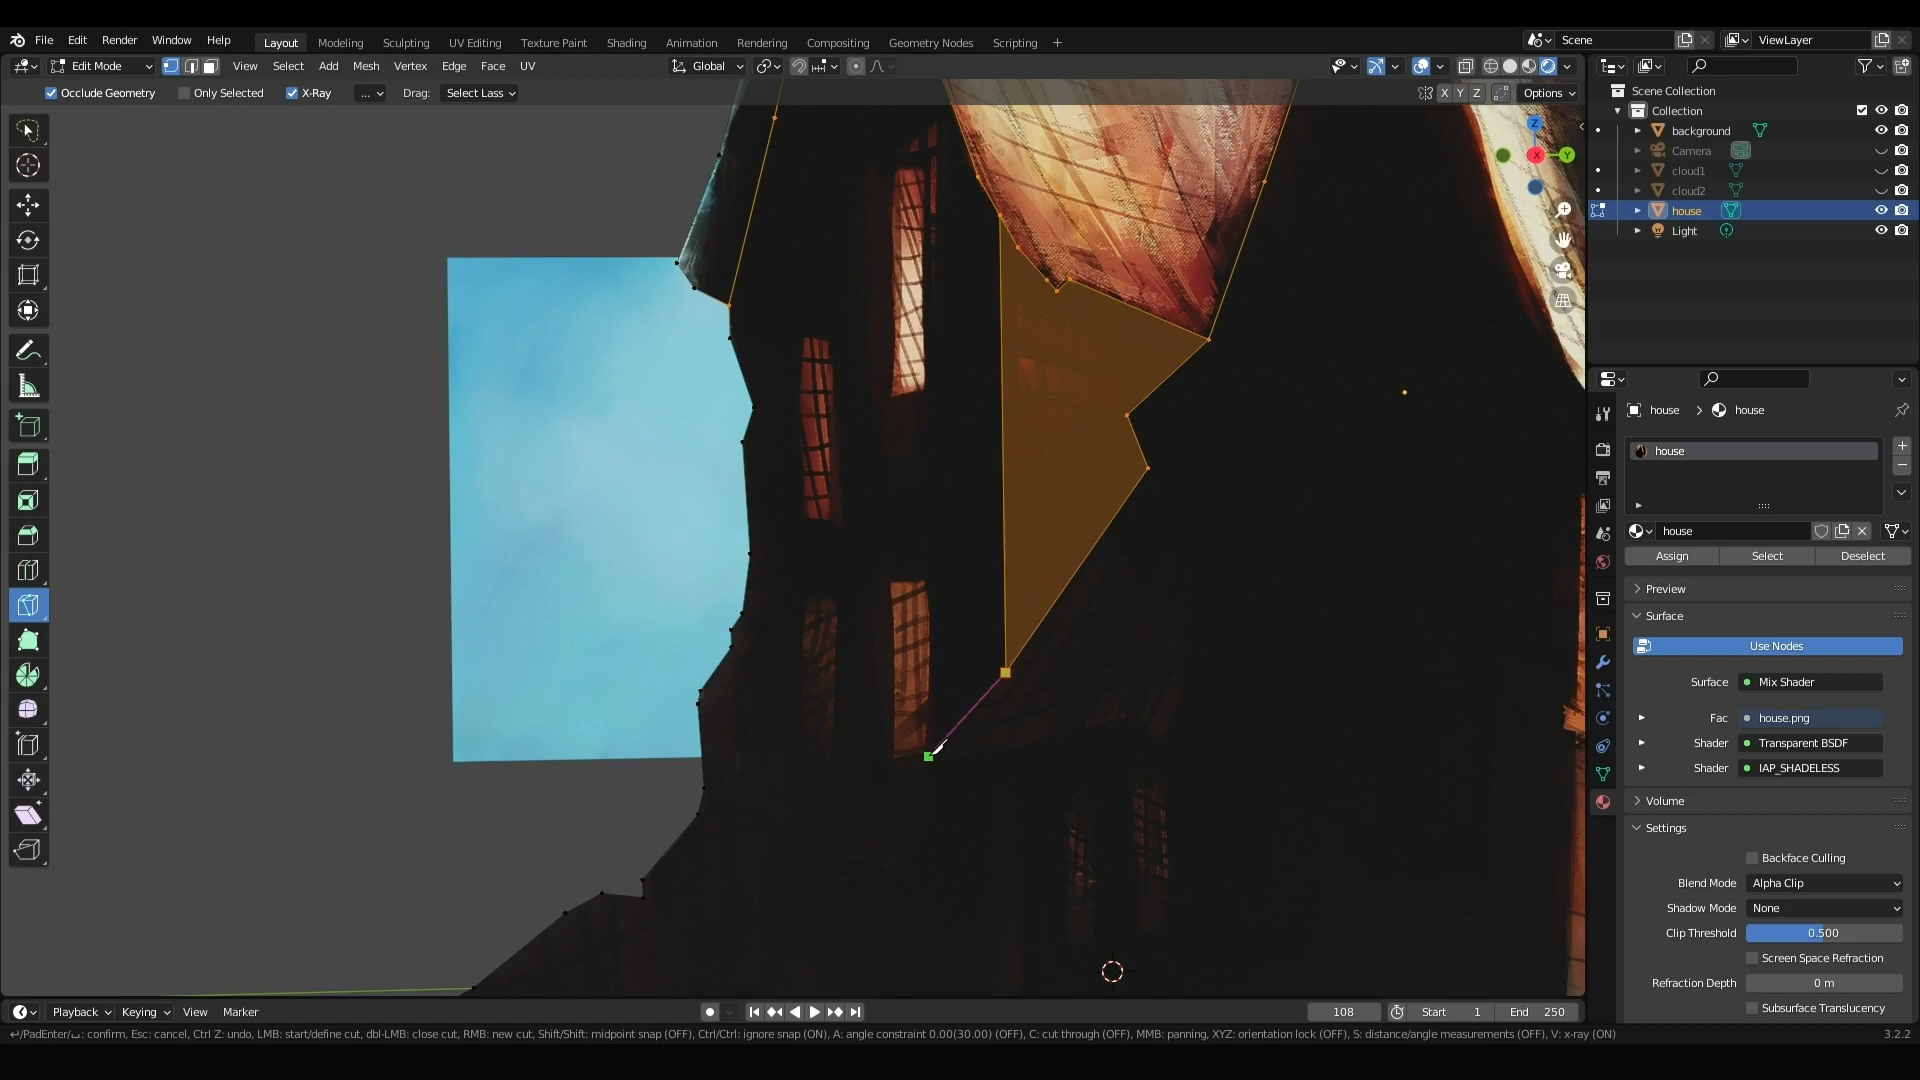 File Edit Render Window Help Layout Modeling Sculpting UV Editing Texture Paint Shading Animation Rendering Compositing Geometry Nodes Scripting + Scene ViewLayer
Edit Mode View Select Add Mesh Vertex Edge Face UV Global
Occlude Geometry Only Selected X-Ray ... Drag: Select Lass X Y Z Options
Z
X
Y
Scene Collection
Collection
background
Camera
cloud1
cloud2
house
Light
house > house
house
house
Assign Select Deselect
Preview
Surface
Use Nodes
Surface Mix Shader
Fac house.png
Shader Transparent BSDF
Shader IAP_SHADELESS
Volume
Settings
Backface Culling
Blend Mode Alpha Clip
Shadow Mode None
Clip Threshold 0.500
Screen Space Refraction
Refraction Depth 0 m
Subsurface Translucency
Playback Keying View Marker 108 Start 1 End 250
↵/PadEnter/⎵: confirm, Esc: cancel, Ctrl Z: undo, LMB: start/define cut, dbl-LMB: close cut, RMB: new cut, Shift/Shift: midpoint snap (OFF), Ctrl/Ctrl: ignore snap (ON), A: angle constraint 0.00(30.00) (OFF), C: cut through (OFF), MMB: panning, XYZ: orientation lock (OFF), S: distance/angle measurements (OFF), V: x-ray (ON) 3.2.2